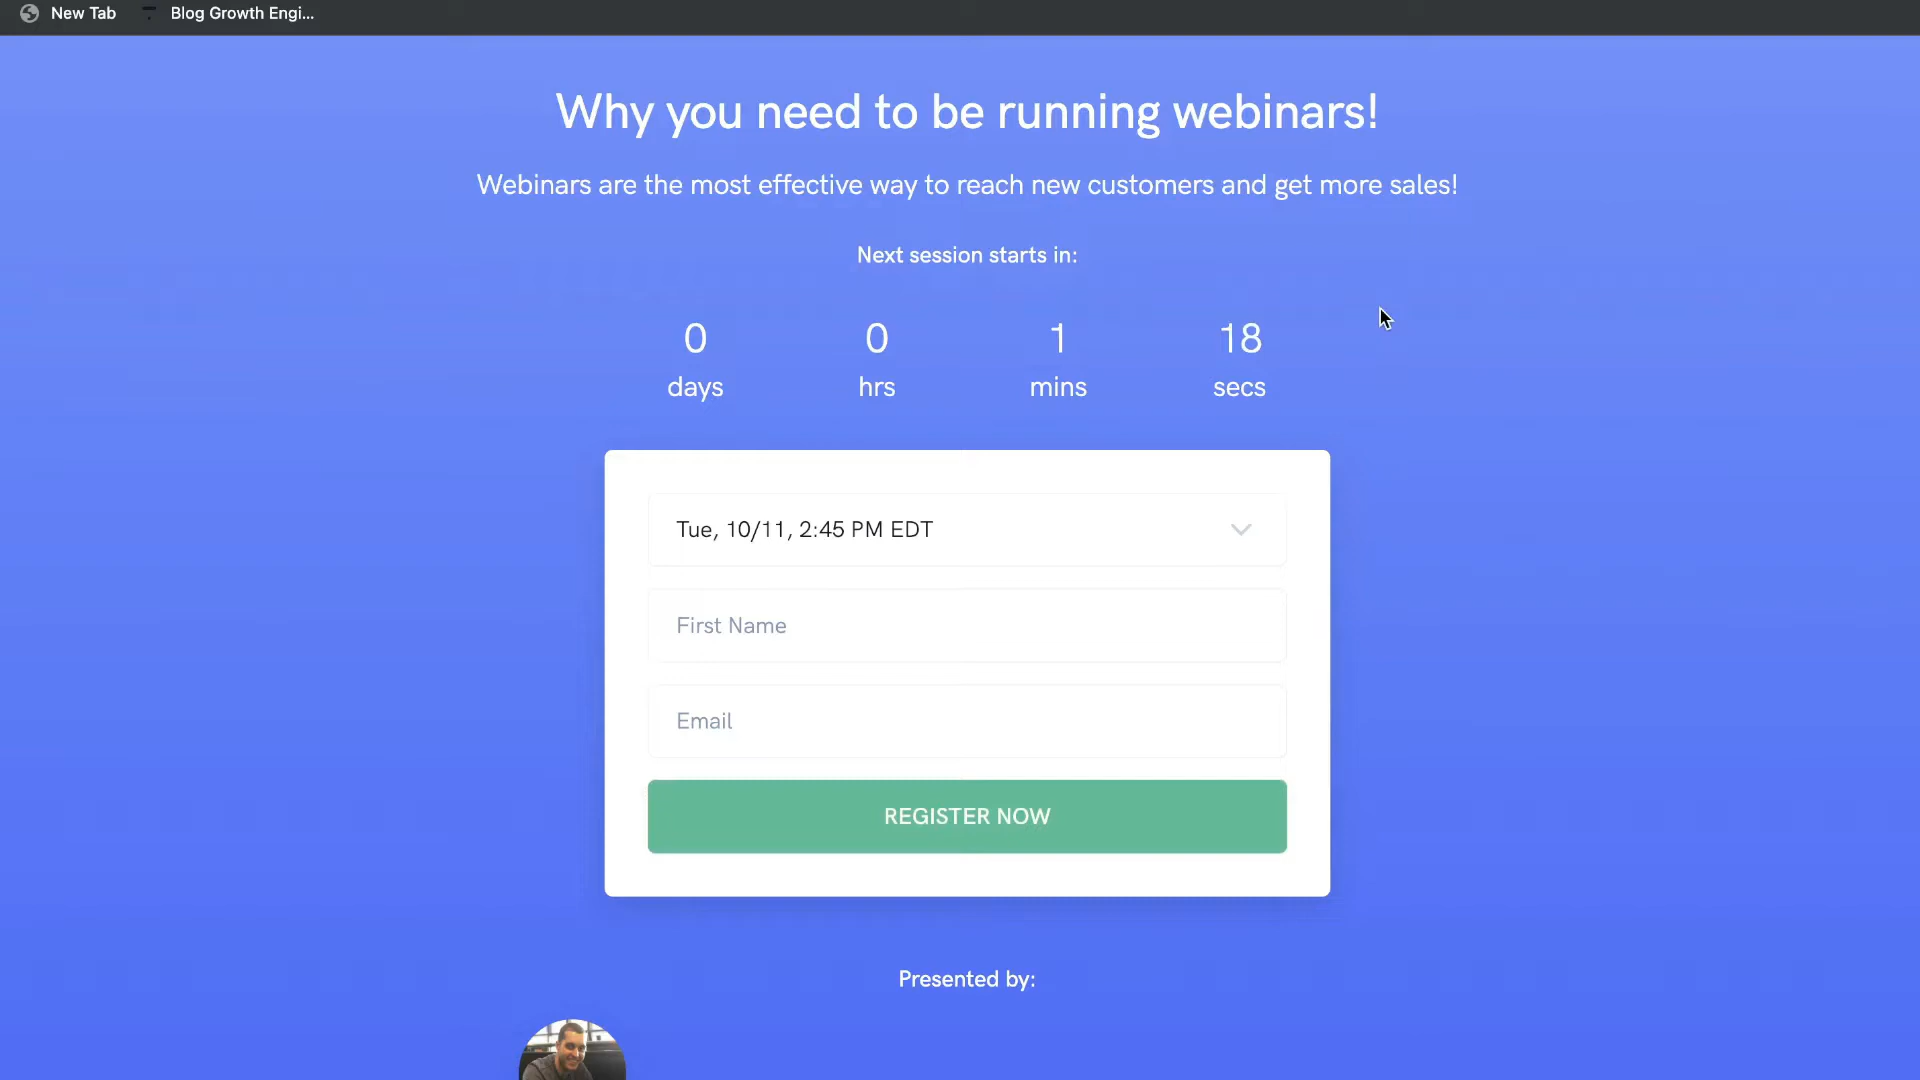 New Tab
Blog Growth Engi...
Why you need to be running webinars!
Webinars are the most effective way to reach new customers and get more sales!
Next session starts in:
0 0 1 18
days hrs mins secs
Tue, 10/11, 2:45 PM EDT
First Name
Email
REGISTER NOW
Presented by: